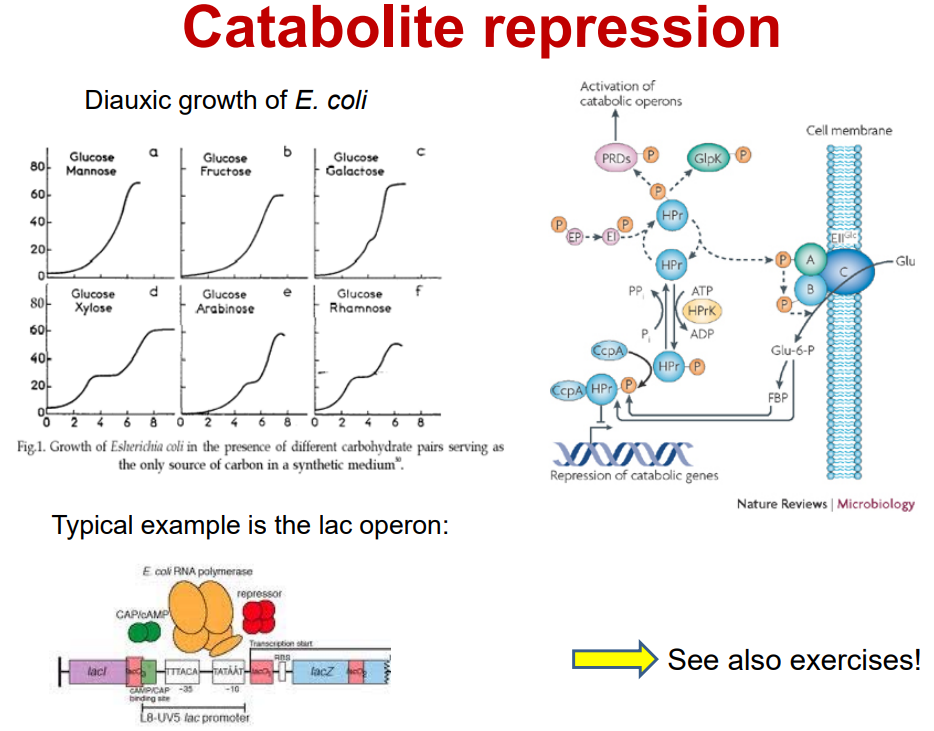 Catabolite repression
Diauxic growth of E. coli
Glucose
Mannose
a
Glucose
Fructose
b
Glucose
Galactose
c
80
60
40
20
0
Glucose
Xylose
d
Glucose
Arabinose
e
Glucose
Rhamnose
f
80
60
40
20
0
0 2 4 6 8
0 2 4 6 8
0 2 4 6 8
Fig.1. Growth of Esherichia coli in the presence of different carbohydrate pairs serving as
the only source of carbon in a synthetic medium
Activation of
catabolic operons
Cell membrane
PRDs
P
GlpK
P
P
HPr
P
EP
P
EI
HPr
P
A
EIIGlc
C
Glu
B
P
PPi
ATP
HPrK
Pi
ADP
Glu-6-P
CcpA
HPr
P
FBP
CcpA
HPr
P
Repression of catabolic genes
Nature Reviews | Microbiology
Typical example is the lac operon:
E. coli RNA polymerase
CAP/cAMP
repressor
Transcription start
RBS
lacI
TTTACA
TATAAT
lacZ
cAMP/CAP
binding site
-35
-10
L8-UV5 lac promoter
See also exercises!